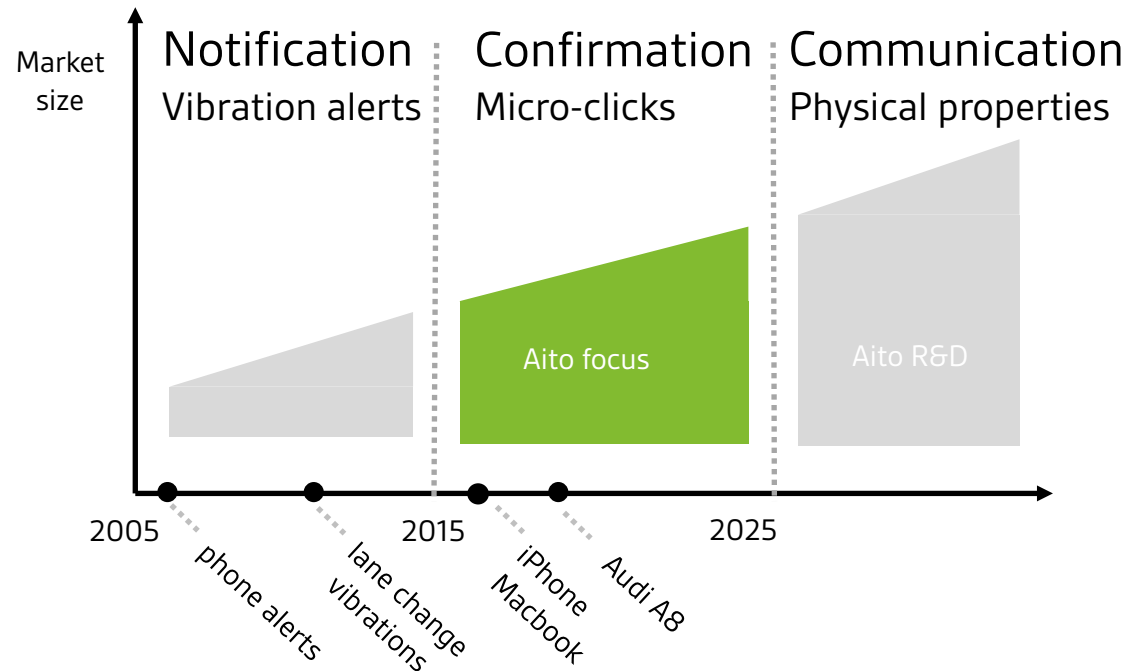 Market
size
Notification
Vibration alerts
Confirmation
Micro-clicks
Communication
Physical properties
Aito focus
Aito R&D
2005
2015
2025
phone alerts
lane change
vibrations
iPhone
Macbook
Audi A8